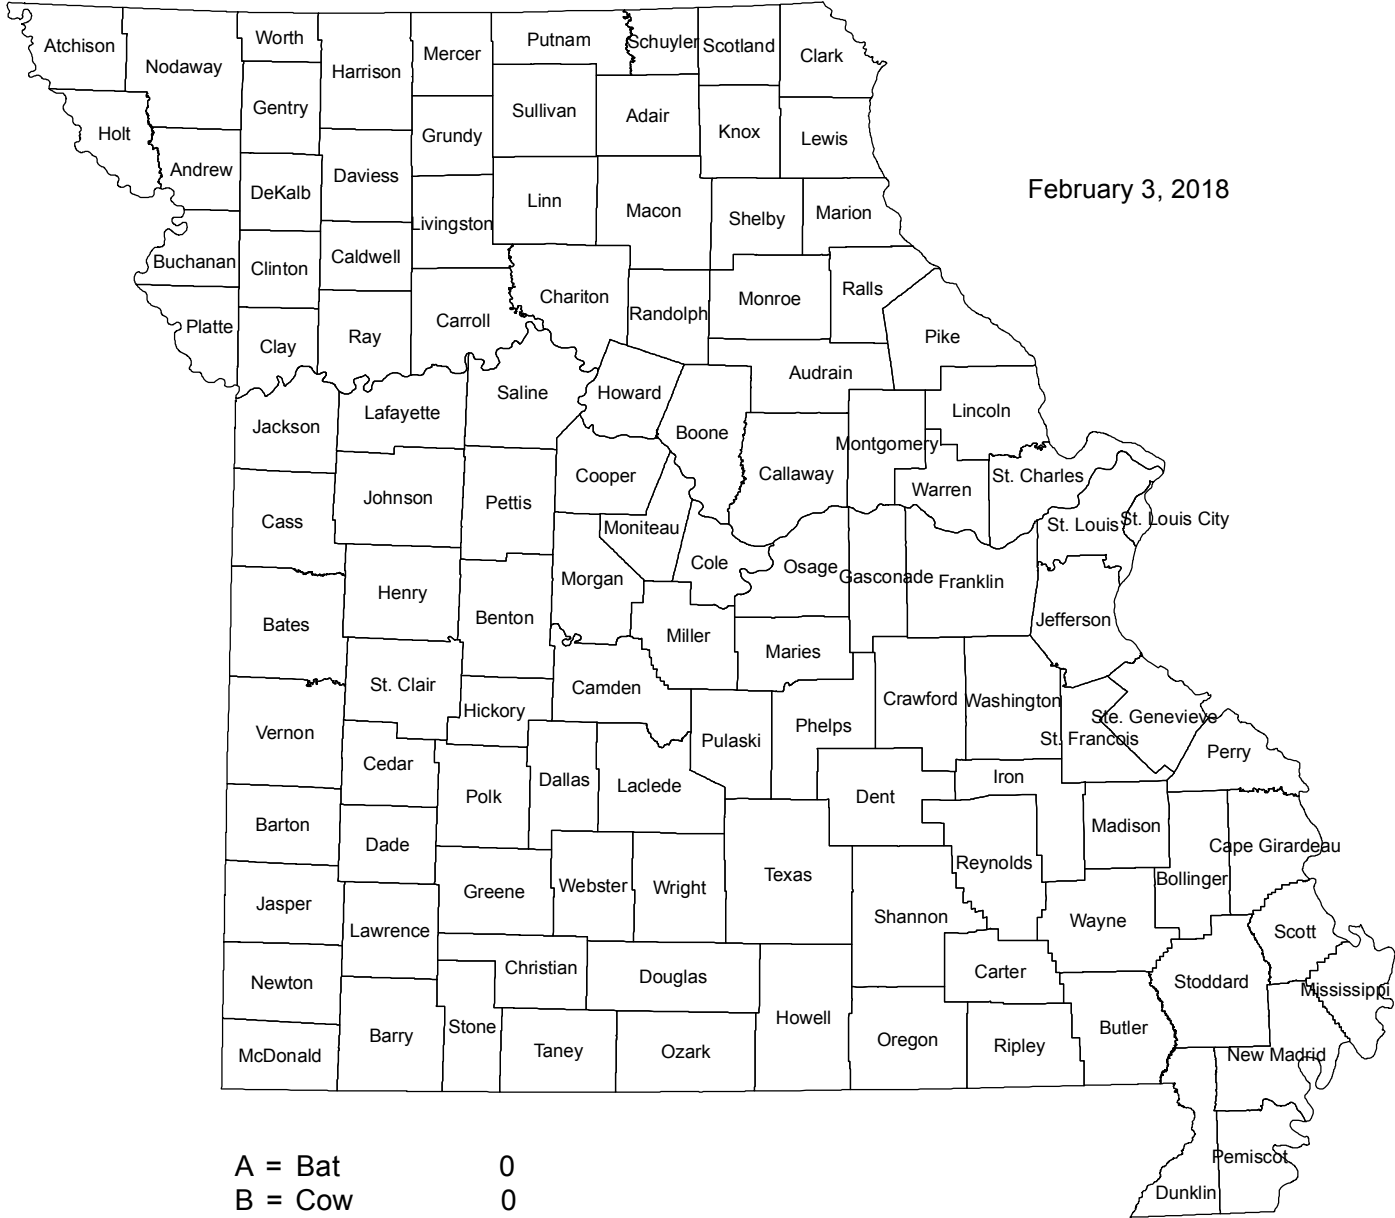 Atchison
Nodaway
Worth
Harrison
Mercer
Putnam
Schuyler
Scotland
Clark
Gentry
Sullivan
Adair
Holt
Grundy
Knox
Lewis
Andrew
DeKalb
Daviess
February 3, 2018
Livingston
Linn
Macon
Shelby
Marion
Buchanan
Clinton
Caldwell
Chariton
Randolph
Monroe
Ralls
Platte
Clay
Ray
Carroll
Pike
Audrain
Saline
Howard
Lafayette
Jackson
Boone
Lincoln
Montgomery
Callaway
Cooper
Johnson
Pettis
Warren
St. Charles
Cass
Moniteau
St. Louis
St. Louis City
Henry
Morgan
Cole
Osage
Gasconade
Franklin
Bates
Benton
Miller
Maries
Jefferson
St. Clair
Camden
Hickory
Crawford
Washington
Vernon
Pulaski
Phelps
Ste. Genevieve
St. Francois
Perry
Cedar
Dallas
Laclede
Polk
Dent
Iron
Barton
Dade
Madison
Cape Girardeau
Texas
Reynolds
Bollinger
Jasper
Greene
Webster
Wright
Lawrence
Shannon
Wayne
Scott
Newton
Christian
Douglas
Carter
Stoddard
Mississippi
Stone
Howell
Barry
McDonald
Taney
Ozark
Oregon
Ripley
Butler
New Madrid
Pemiscot
Dunklin
A = Bat 0
B = Cow 0